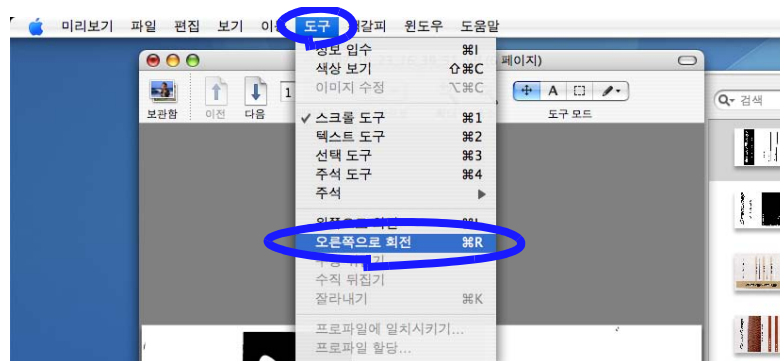 미리보기 파일 편집 보기 도구 윈도우 도움말
정보 입수 ⌘I
페이지)
색상 보기 ⇧⌘C
이미지 수정 ⌥⌘C
보관함 이전 다음 1
도구 모드
검색
✓ 스크롤 도구 ⌘1
텍스트 도구 ⌘2
선택 도구 ⌘3
주석 도구 ⌘4
주석 ▶
오른쪽으로 회전 ⌘R
수직 뒤집기
잘라내기 ⌘K
프로파일에 일치시키기...
프로파일 할당...